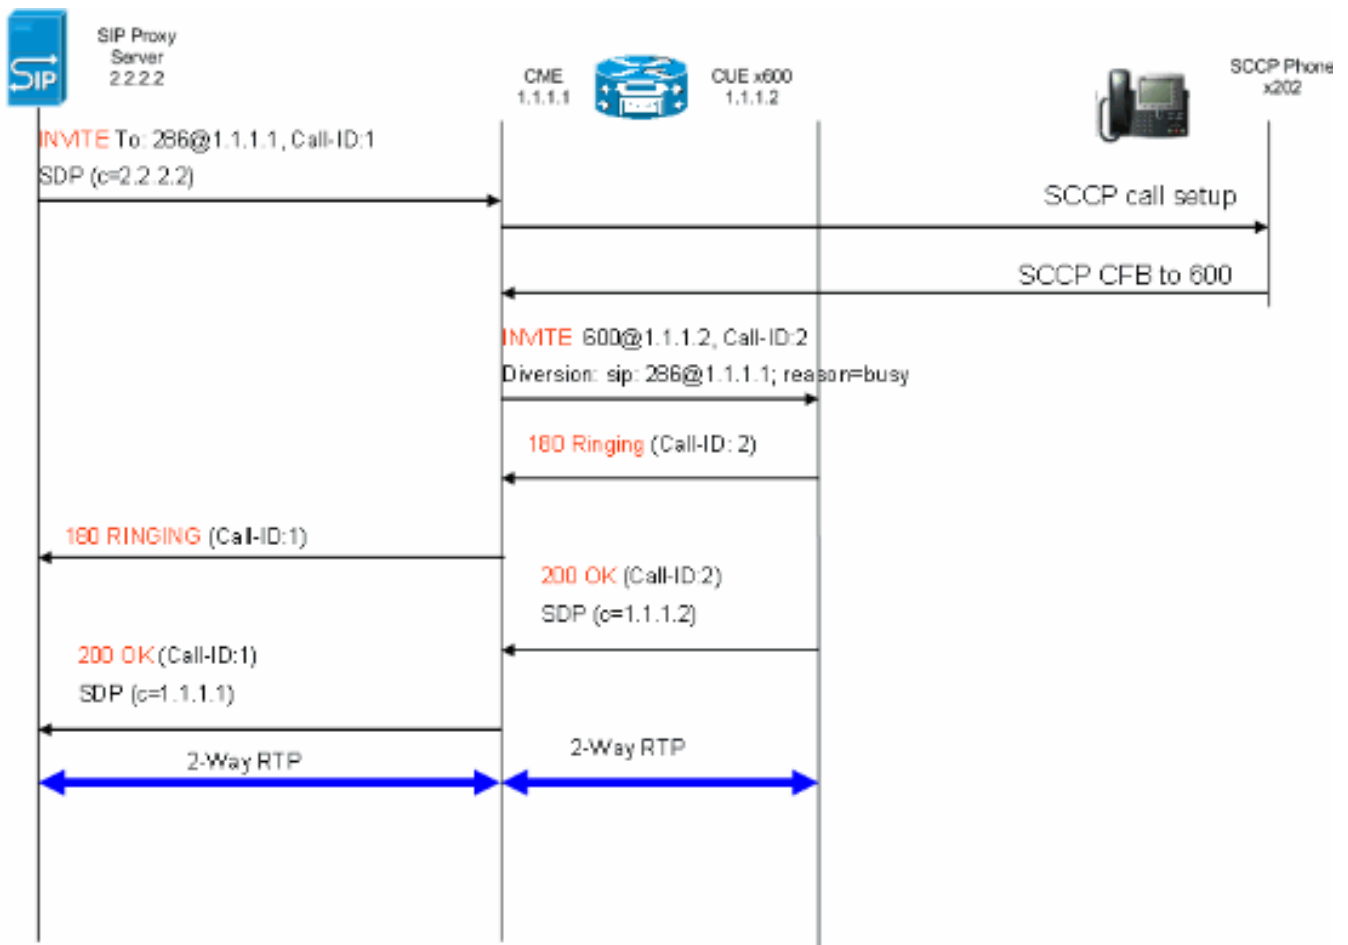 SIP
SIP Proxy
Server
2.2.2.2
CME
1.1.1.1
CUE x600
1.1.1.2
SCCP Phone
x202
INVITE To: 286@1.1.1.1, Call-ID:1
SDP (c=2.2.2.2)
SCCP call setup
SCCP CFB to 600
INVITE 600@1.1.1.2, Call-ID:2
Diversion: sip: 286@1.1.1.1; reason=busy
180 Ringing (Call-ID: 2)
180 RINGING (Call-ID:1)
200 OK (Call-ID:2)
SDP (c=1.1.1.2)
200 OK (Call-ID:1)
SDP (c=1.1.1.1)
2-Way RTP
2-Way RTP